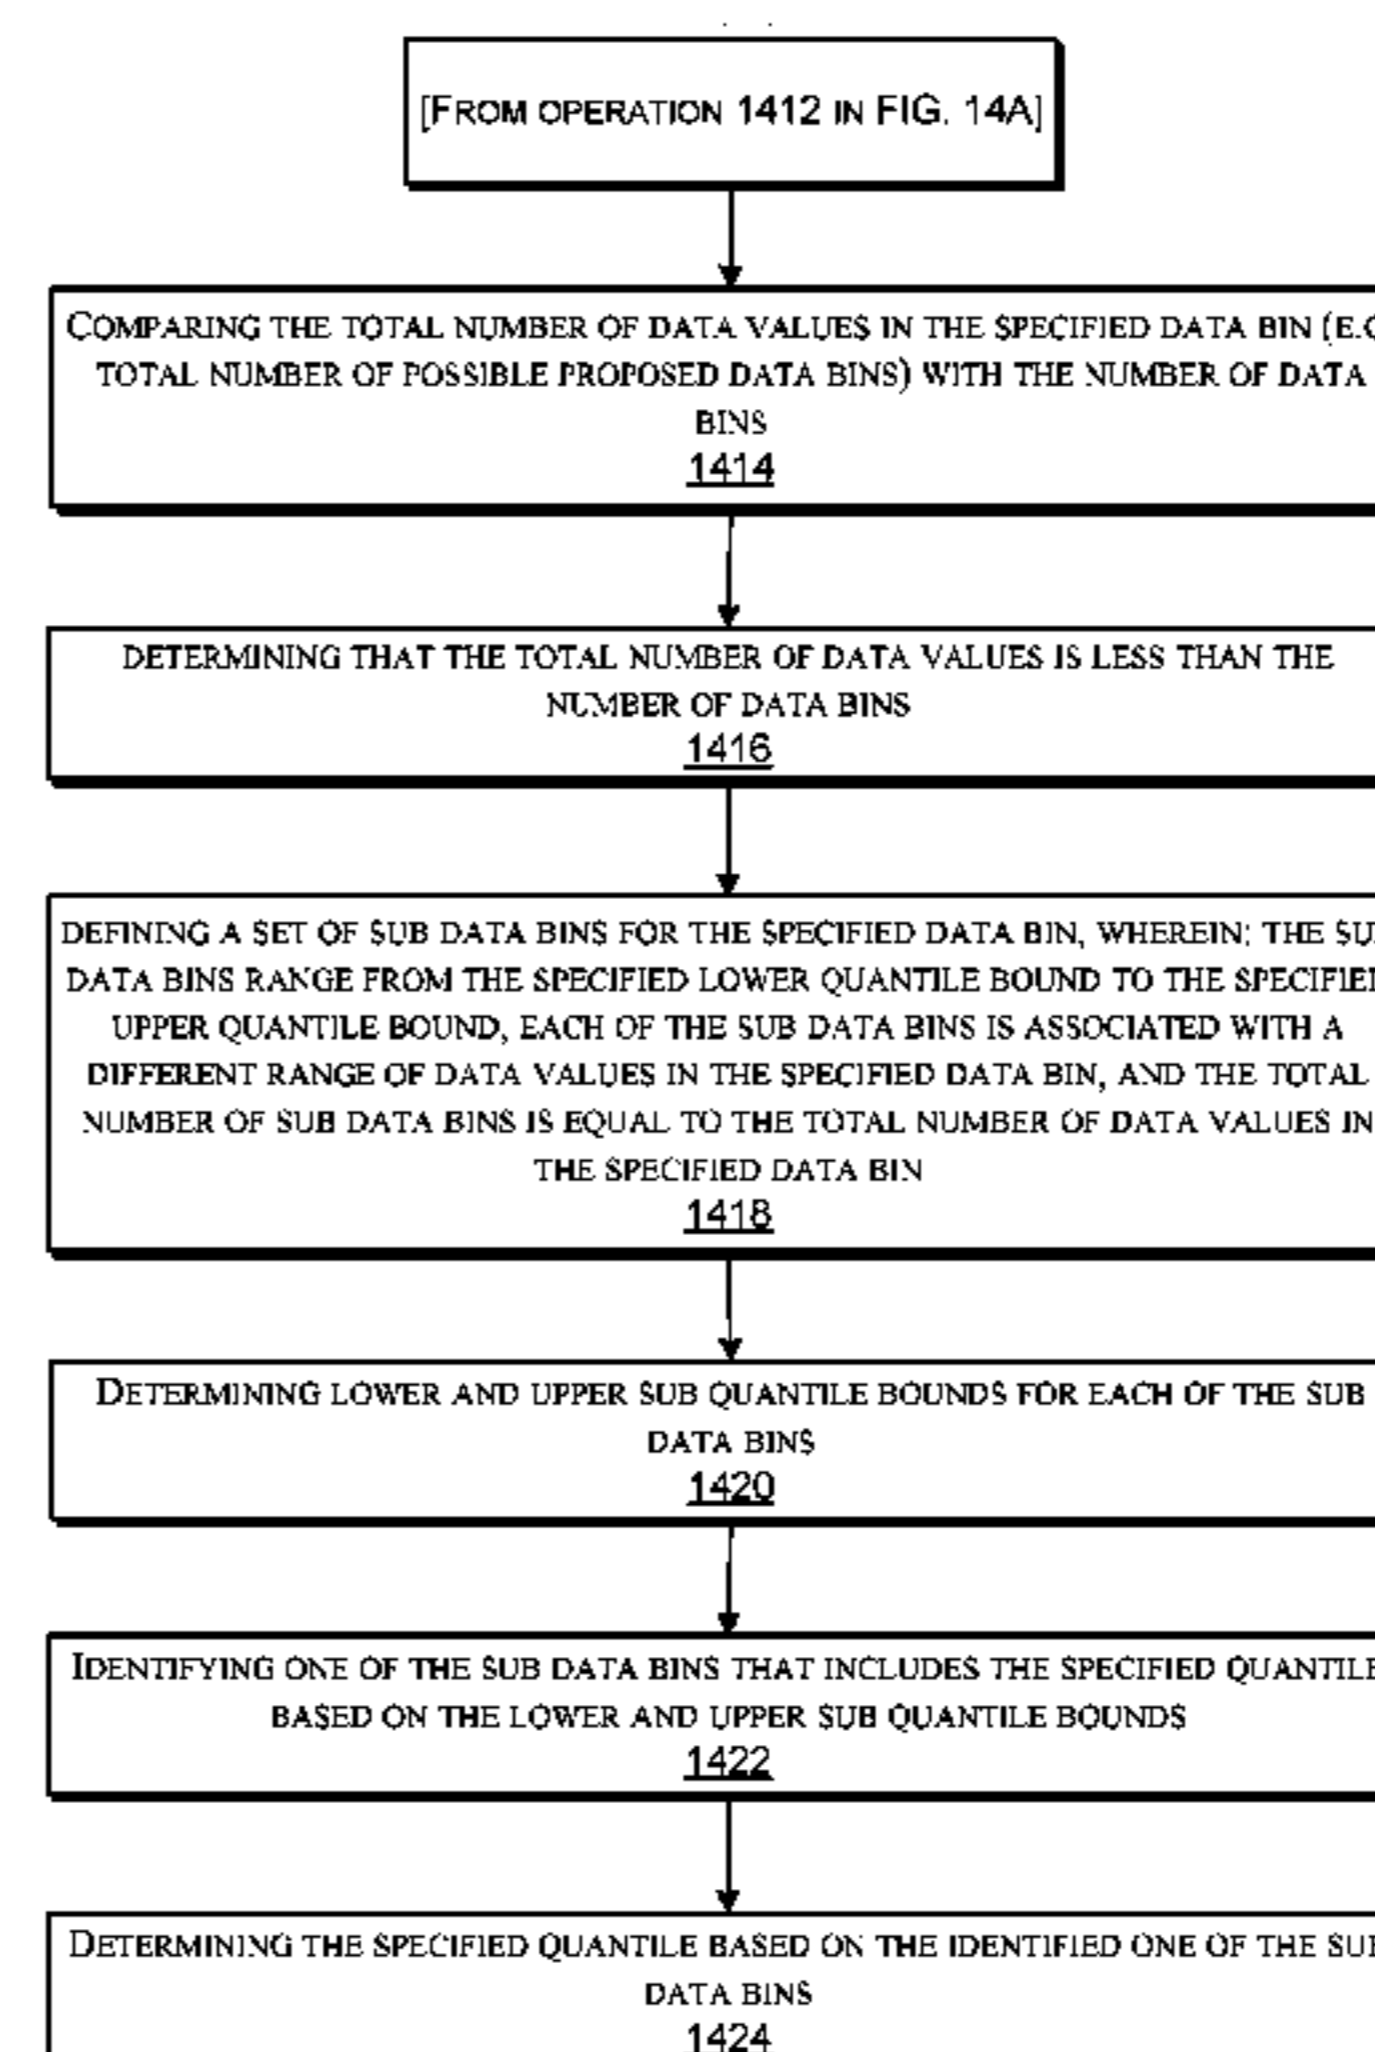 [FROM OPERATION 1412 IN FIG. 14A]
COMPARING THE TOTAL NUMBER OF DATA VALUES IN THE SPECIFIED DATA BIN
TOTAL NUMBER OF POSSIBLE PROPOSED DATA BINS) WITH THE NUMBER OF DATA
BINS
1414
DETERMINING THAT THE TOTAL NUMBER OF DATA VALUES IS LESS THAN THE
NUMBER OF DATA BINS
1416
DEFINING A SET OF SUB DATA BINS FOR THE SPECIFIED DATA BIN, WHEREIN: THE
DATA BINS RANGE FROM THE SPECIFIED LOWER QUANTILE BOUND TO THE
UPPER QUANTILE BOUND, EACH OF THE SUB DATA BINS IS ASSOCIATED WITH A
DIFFERENT RANGE OF DATA VALUES IN THE SPECIFIED DATA BIN, AND THE TOTAL
NUMBER OF SUB DATA BINS IS EQUAL TO THE TOTAL NUMBER OF DATA VALUES IN
THE SPECIFIED DATA BIN
1418
DETERMINING LOWER AND UPPER SUB QUANTILE BOUNDS FOR EACH OF THE SUB
DATA BINS
1420
IDENTIFYING ONE OF THE SUB DATA BINS THAT INCLUDES THE SPECIFIED QUANTILE
BASED ON THE LOWER AND UPPER SUB QUANTILE BOUNDS
1422
DETERMINING THE SPECIFIED QUANTILE BASED ON THE IDENTIFIED ONE OF THE SUB
DATA BINS
1424